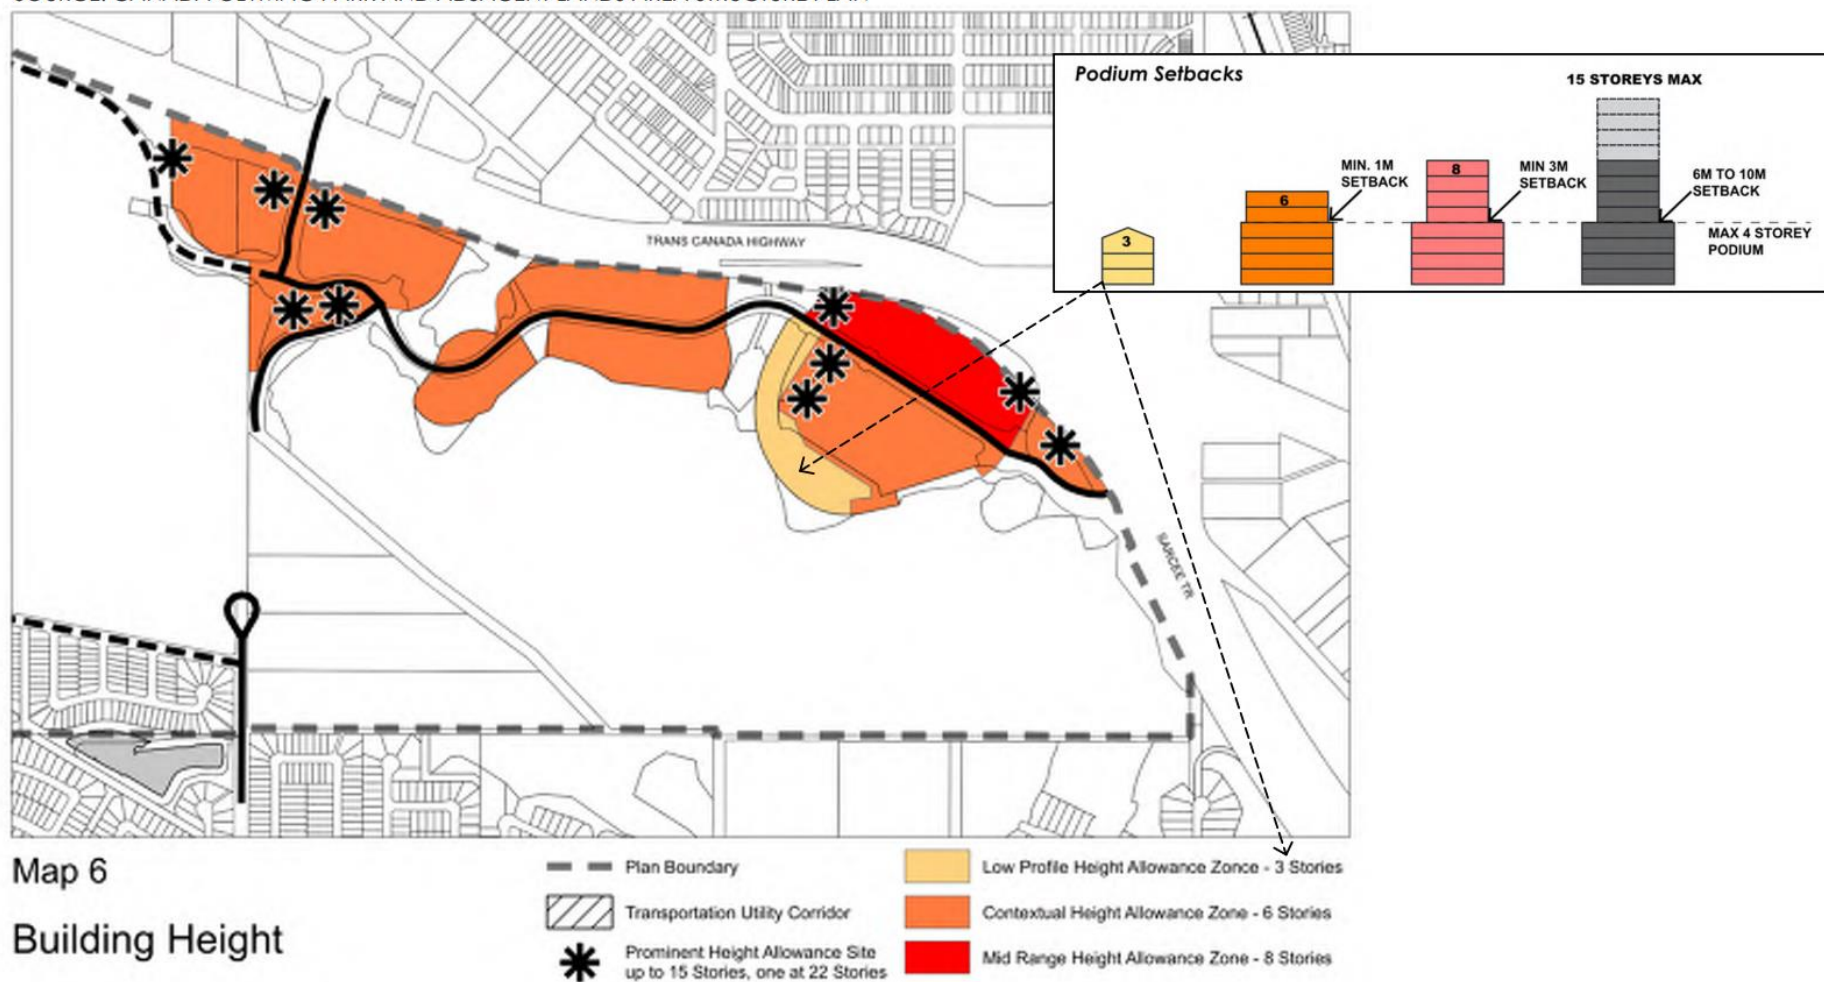 Podium Setbacks
15 STOREYS MAX
MIN. 1M
SETBACK
8
MIN 3M
SETBACK
6M TO 10M
SETBACK
6
3
MAX 4 STOREY
PODIUM
TRANS CANADA HIGHWAY
SARCEE TR
Map 6
Building Height
Plan Boundary
Transportation Utility Corridor
Prominent Height Allowance Site
up to 15 Stories, one at 22 Stories
Low Profile Height Allowance Zonce - 3 Stories
Contextual Height Allowance Zone - 6 Stories
Mid Range Height Allowance Zone - 8 Stories